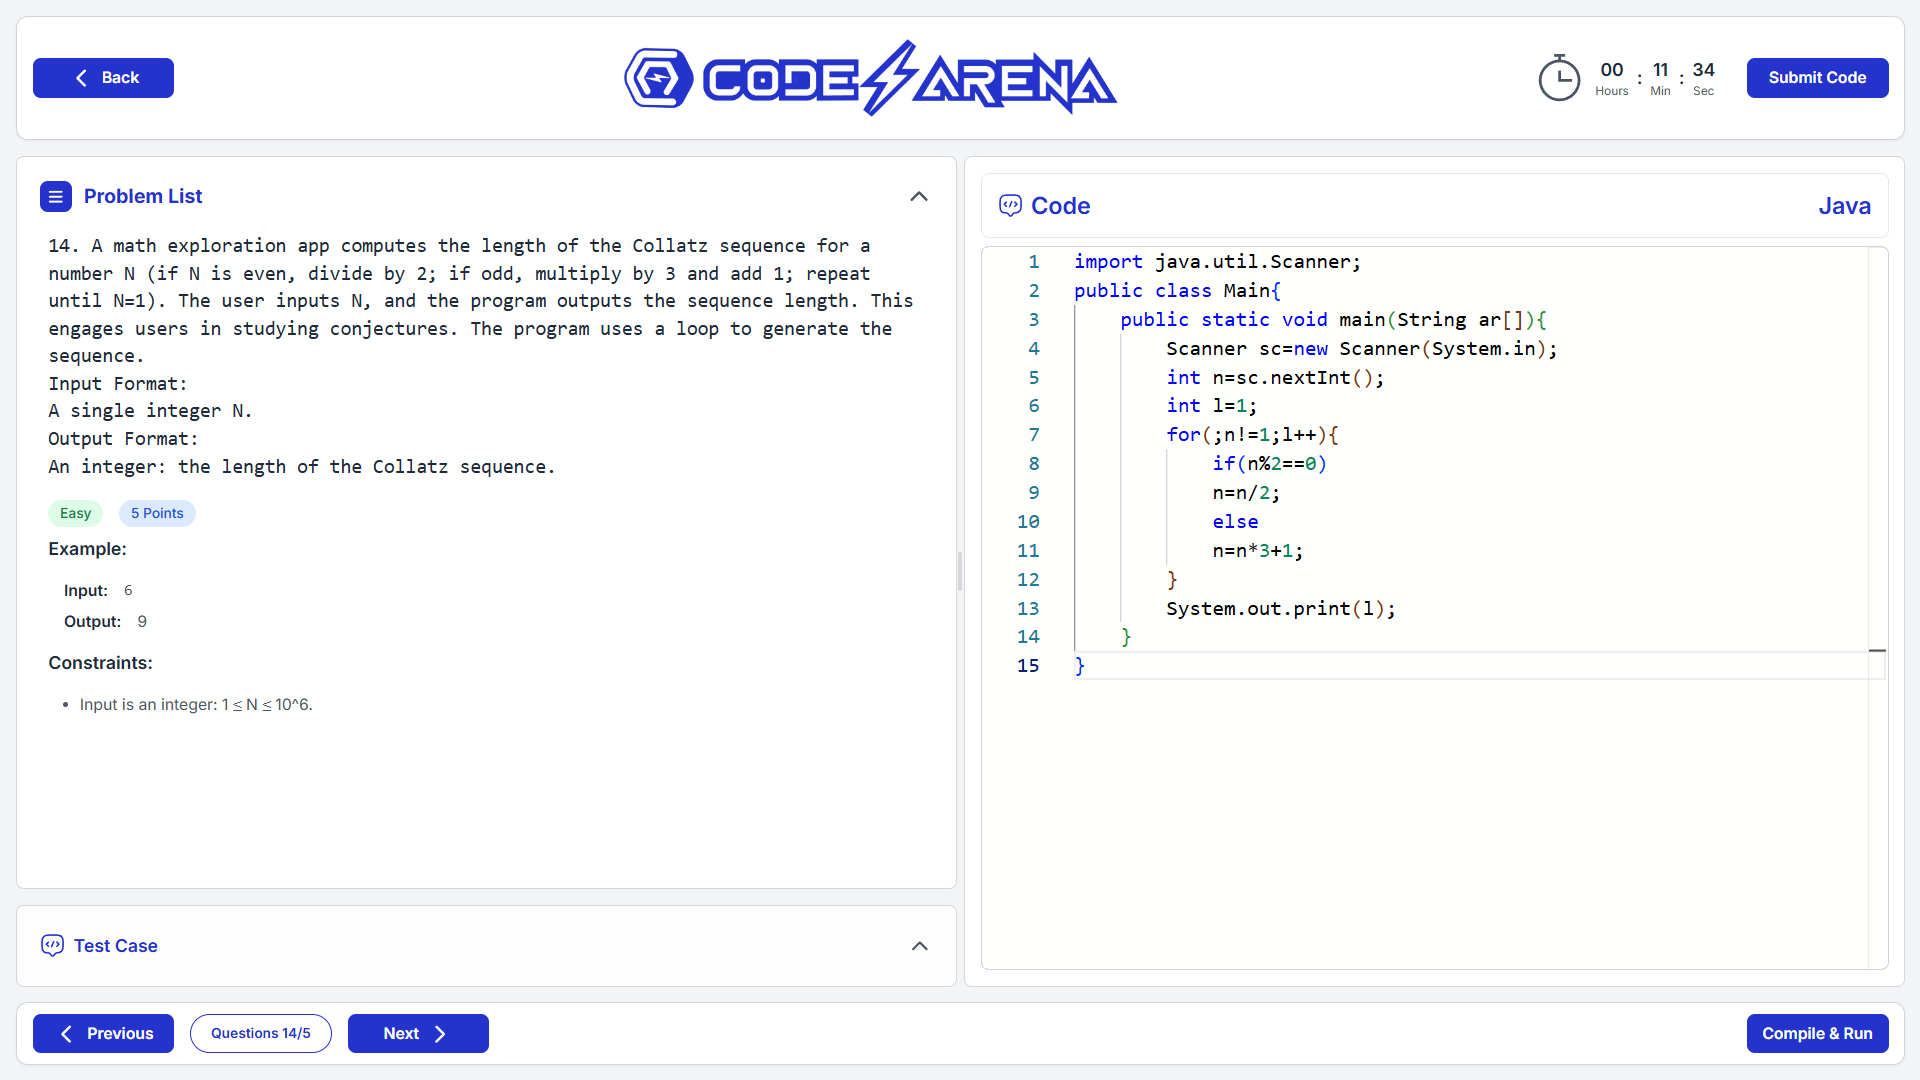 Back
CODE ARENA
00 : 11 : 34
Hours Min Sec
Submit Code
Problem List
14. A math exploration app computes the length of the Collatz sequence for a
number N (if N is even, divide by 2; if odd, multiply by 3 and add 1; repeat
until N=1). The user inputs N, and the program outputs the sequence length. This
engages users in studying conjectures. The program uses a loop to generate the
sequence.
Input Format:
A single integer N.
Output Format:
An integer: the length of the Collatz sequence.
Easy 5 Points
Example:
Input: 6
Output: 9
Constraints:
• Input is an integer: 1 ≤ N ≤ 10^6.
Test Case
Code Java
1 import java.util.Scanner;
2 public class Main{
3 public static void main(String ar[]){
4 Scanner sc=new Scanner(System.in);
5 int n=sc.nextInt();
6 int l=1;
7 for(;n!=1;l++){
8 if(n%2==0)
9 n=n/2;
10 else
11 n=n*3+1;
12 }
13 System.out.print(l);
14 }
15 }
Previous
Questions 14/5
Next
Compile & Run